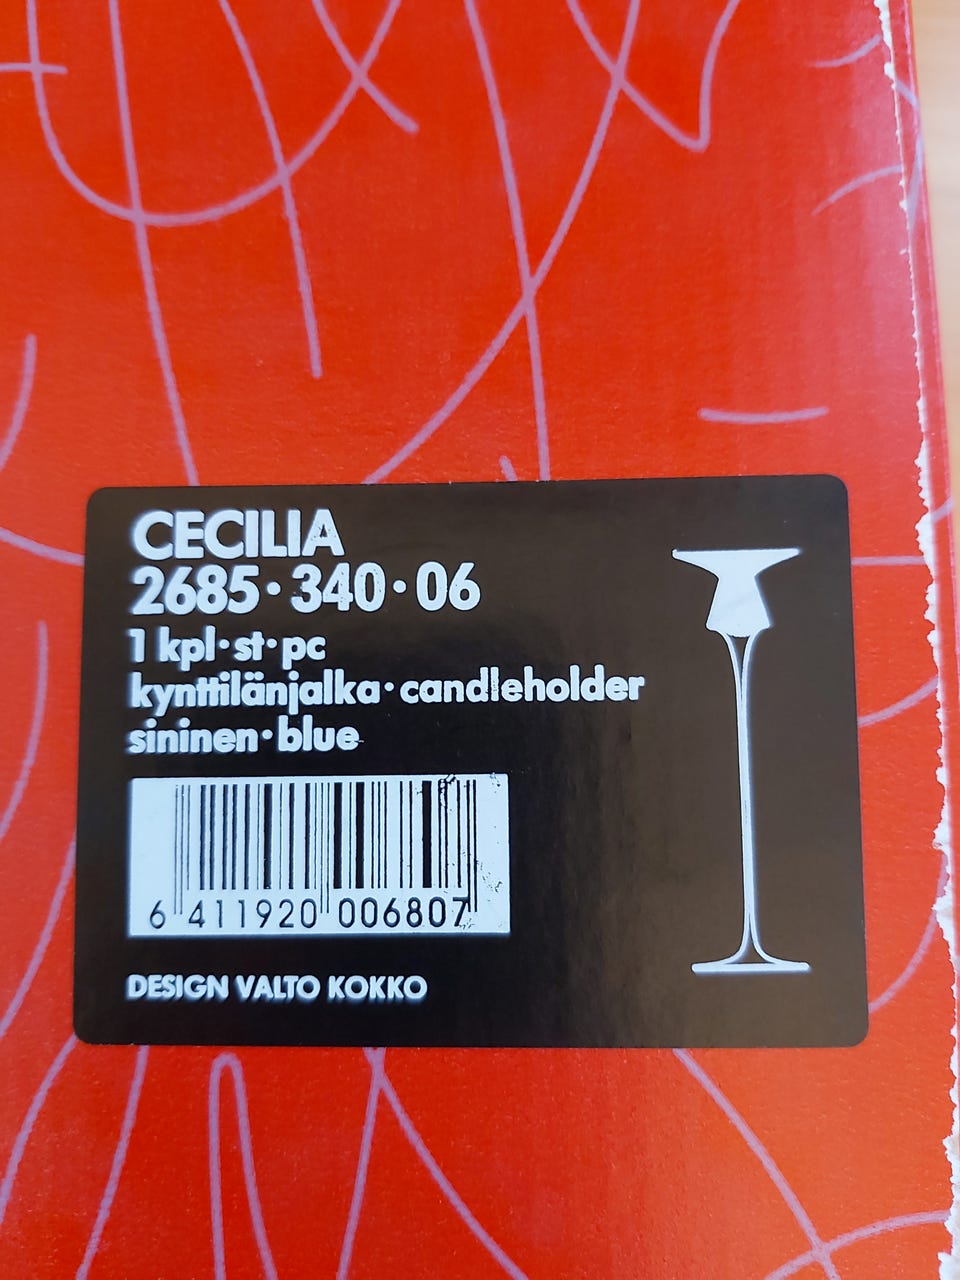 CECILIA
2685·340·06
1 kpl·st·pc
kynttilänjalka·candleholder
sininen·blue
6 411920 006807
DESIGN VALTO KOKKO